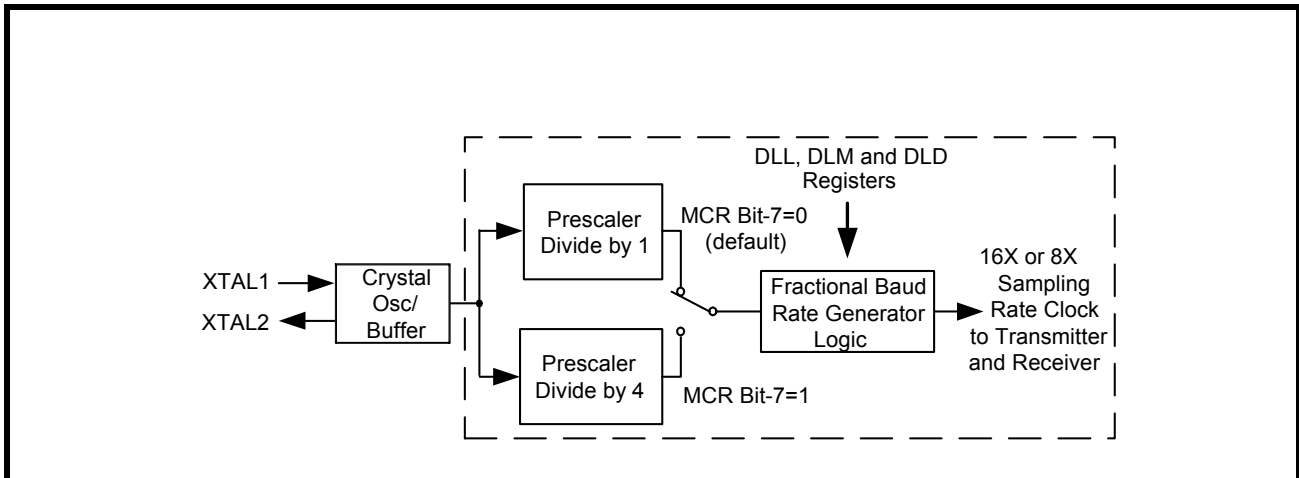 DLL, DLM and DLD
Registers
Prescaler
Divide by 1
MCR Bit-7=0
(default)
XTAL1
XTAL2
Crystal
Osc/
Buffer
Fractional Baud
Rate Generator
Logic
16X or 8X
Sampling
Rate Clock
to Transmitter
and Receiver
Prescaler
Divide by 4
MCR Bit-7=1